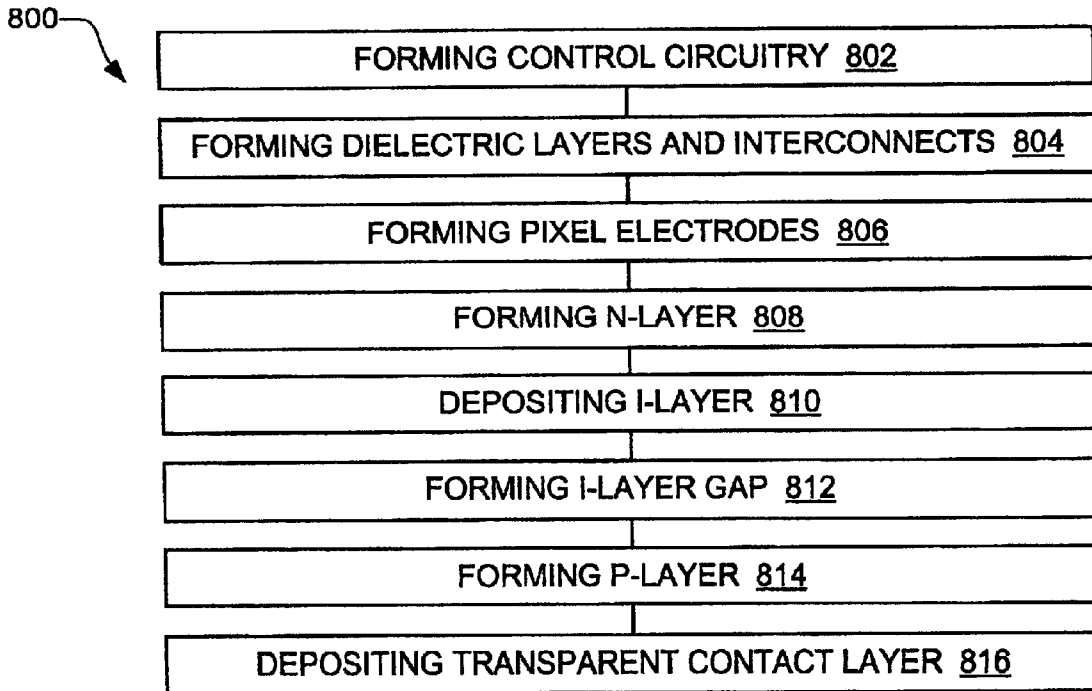 800
FORMING CONTROL CIRCUITRY 802
FORMING DIELECTRIC LAYERS AND INTERCONNECTS 804
FORMING PIXEL ELECTRODES 806
FORMING N-LAYER 808
DEPOSITING I-LAYER 810
FORMING I-LAYER GAP 812
FORMING P-LAYER 814
DEPOSITING TRANSPARENT CONTACT LAYER 816